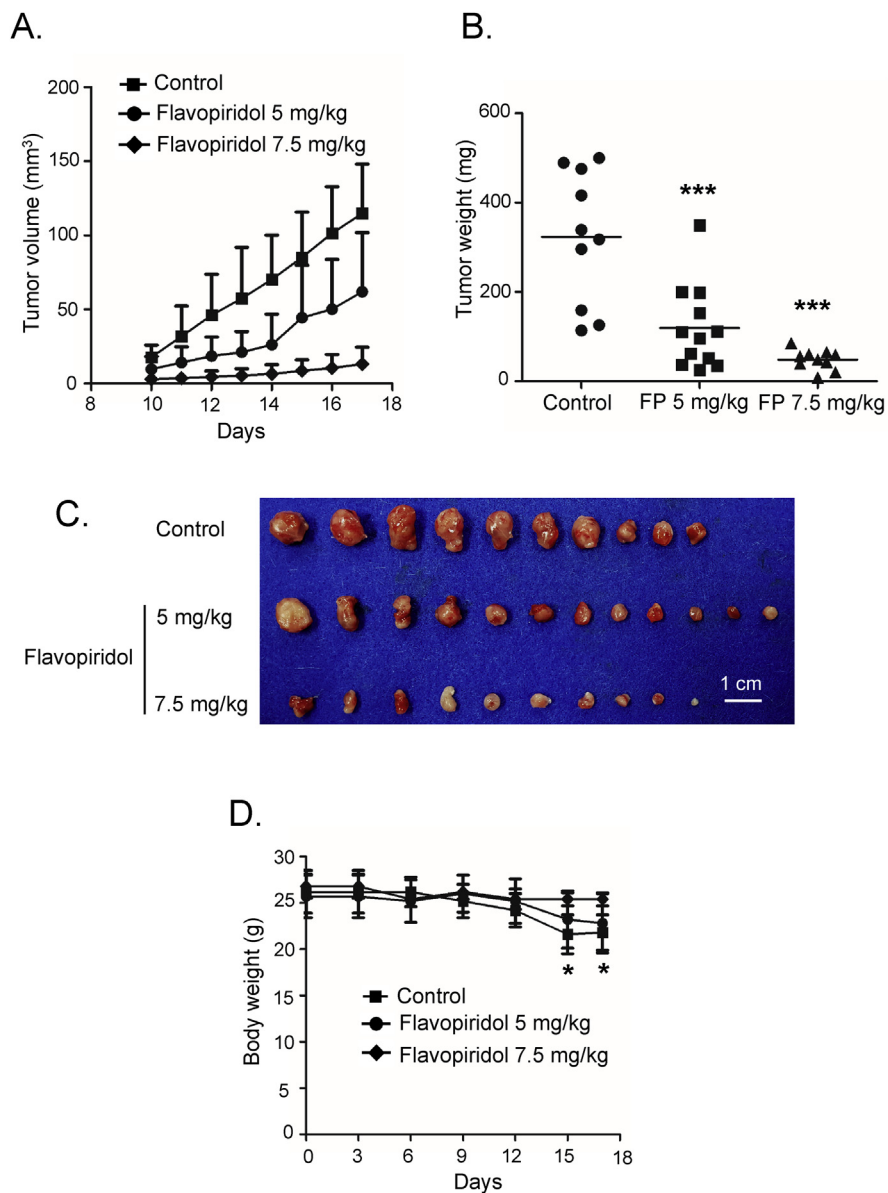 A.
200
150
100
50
0
Tumor volume (mm³)
Control
Flavopiridol 5 mg/kg
Flavopiridol 7.5 mg/kg
8 10 12 14 16 18
Days
B.
600
400
200
0
Tumor weight (mg)
***
***
Control FP 5 mg/kg FP 7.5 mg/kg
C.
Control
5 mg/kg
Flavopiridol
7.5 mg/kg
1 cm
D.
30
25
20
15
10
5
0
Body weight (g)
* *
Control
Flavopiridol 5 mg/kg
Flavopiridol 7.5 mg/kg
0 3 6 9 12 15 18
Days